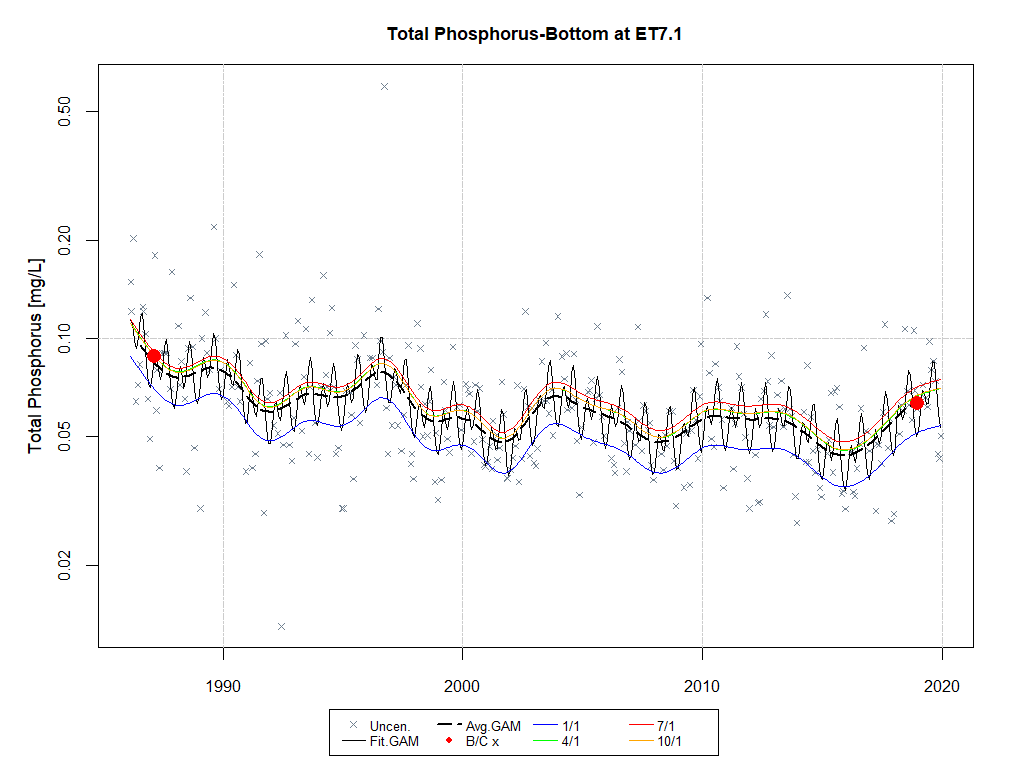 Total Phosphorus-Bottom at ET7.1
Total Phosphorus [mg/L]
0.50
0.20
0.10
0.05
0.02
1990 2000 2010 2020
Uncen. Avg.GAM 1/1 7/1
Fit.GAM B/C x 4/1 10/1